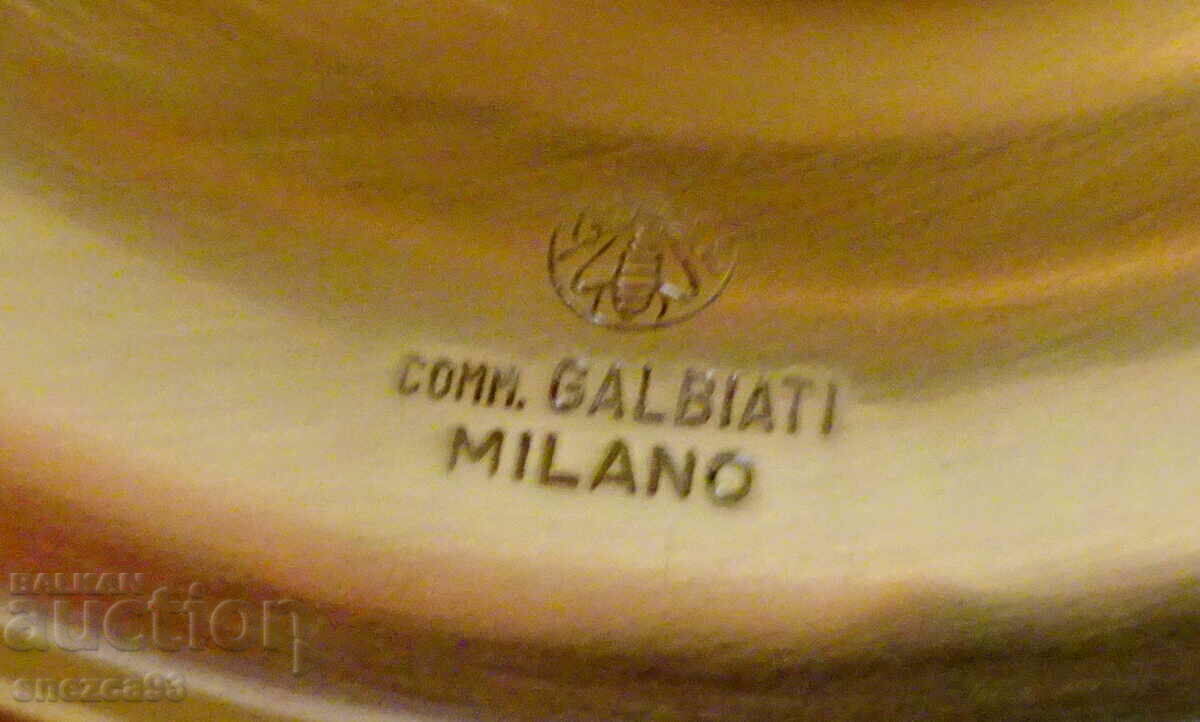 COMM. GALBIATI
MILANO
BALKAN
auction
snezca93